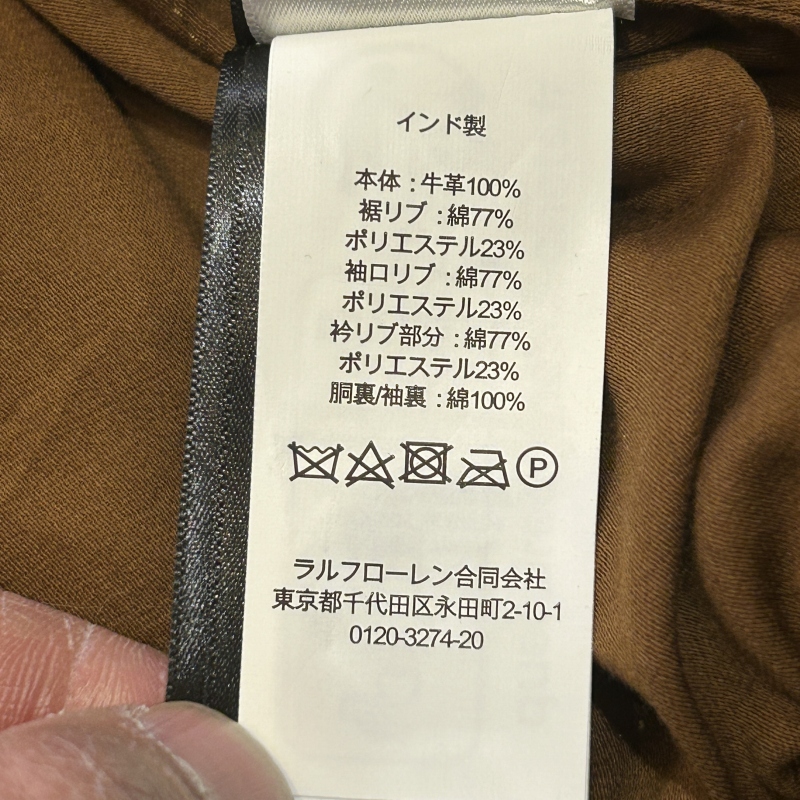 インド製
本体 : 牛革100%
裾リブ : 綿77%
ポリエステル23%
袖口リブ : 綿77%
ポリエステル23%
衿リブ部分 : 綿77%
ポリエステル23%
胴裏/袖裏 : 綿100%
P
ラルフローレン合同会社
東京都千代田区永田町2-10-1
0120-3274-20